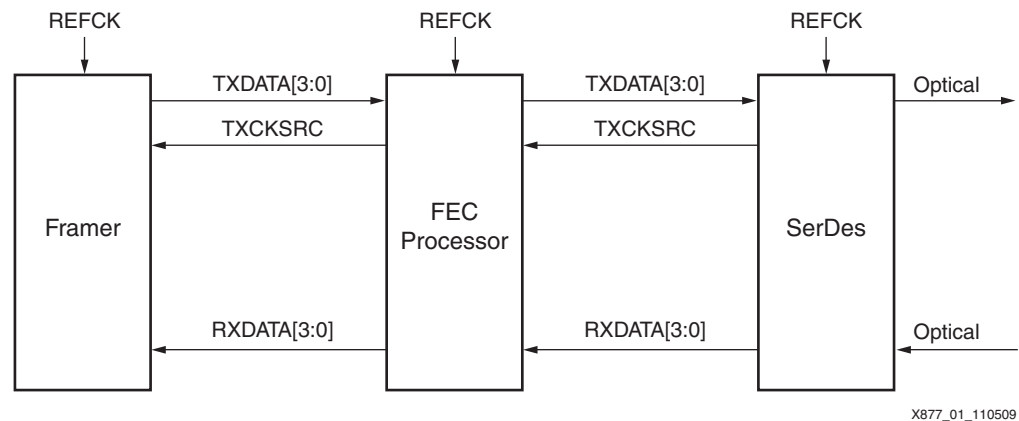 REFCK REFCK REFCK
TXDATA[3:0] TXDATA[3:0] Optical
TXCKSRC TXCKSRC
Framer FEC Processor SerDes
RXDATA[3:0] RXDATA[3:0] Optical
X877_01_110509